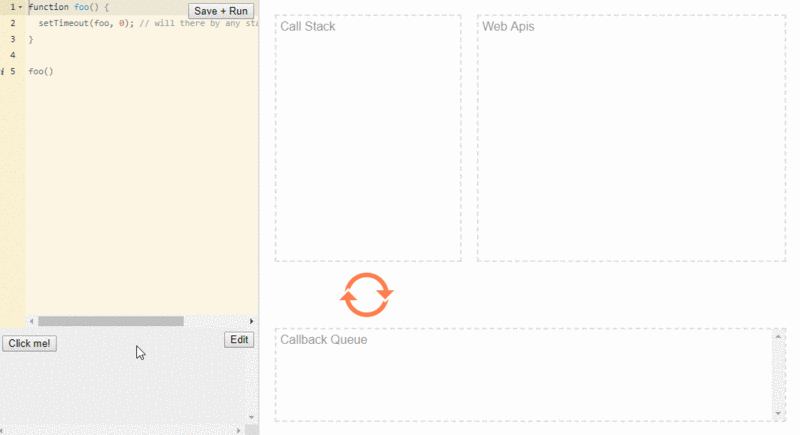 1 function foo() {
Save + Run
2 setTimeout(foo, 0); // will there by any
3 }
4
i 5 foo()
Click me!
Edit
Call Stack
Web Apis
Callback Queue